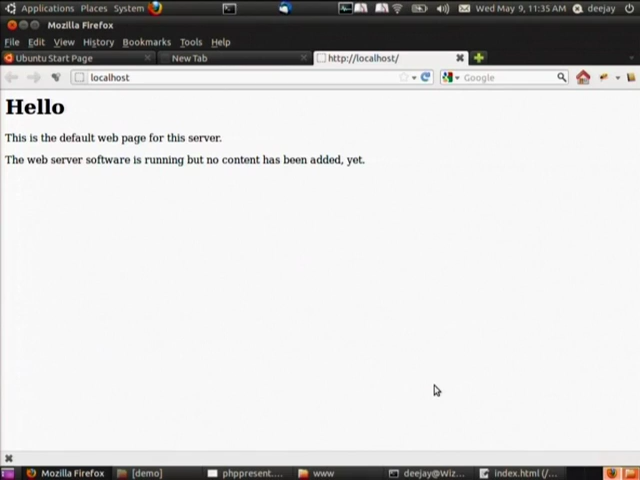 Applications Places System Wed May 9, 11:35 AM deejay
Mozilla Firefox
File Edit View History Bookmarks Tools Help
Ubuntu Start Page New Tab http://localhost/
localhost Google
Hello
This is the default web page for this server.
The web server software is running but no content has been added, yet.
Mozilla Firefox [demo] phppresent.... www deejay@Wiz... index.html (/...